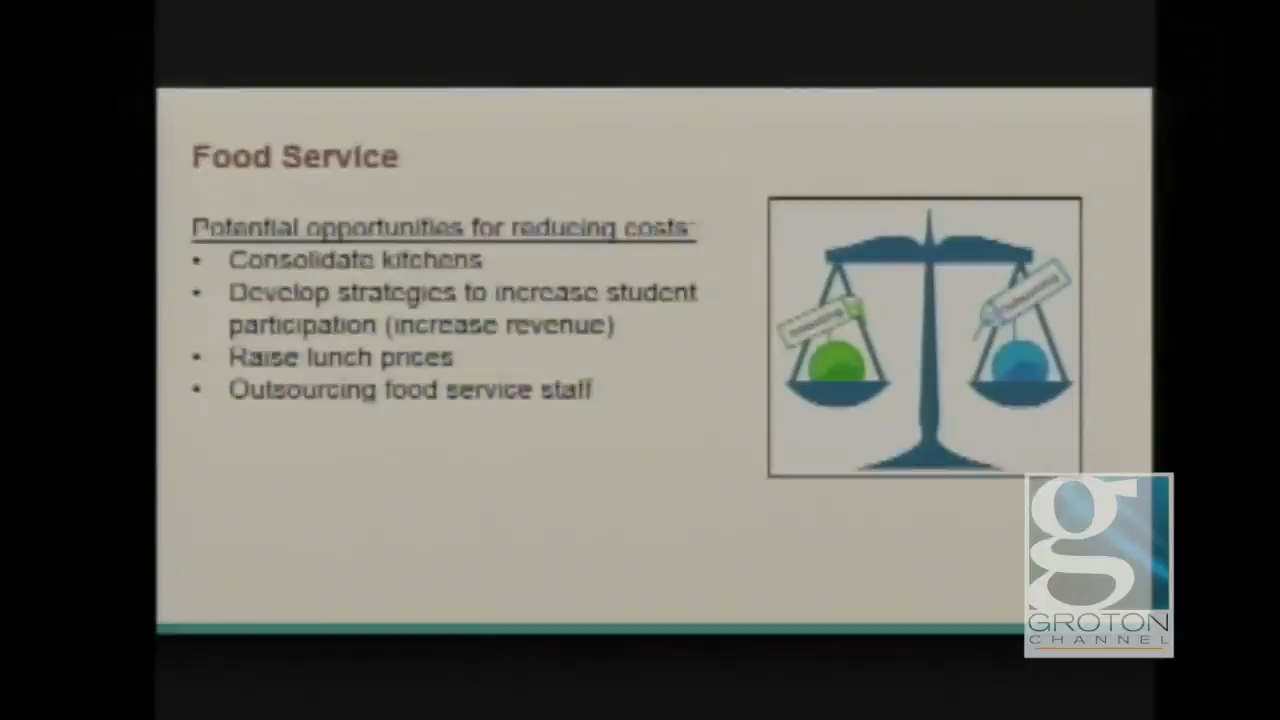 Food Service
Potential opportunities for reducing costs:
• Consolidate kitchens
• Develop strategies to increase student
participation (increase revenue)
• Raise lunch prices
• Outsourcing food service staff
g
GROTON
CHANNEL